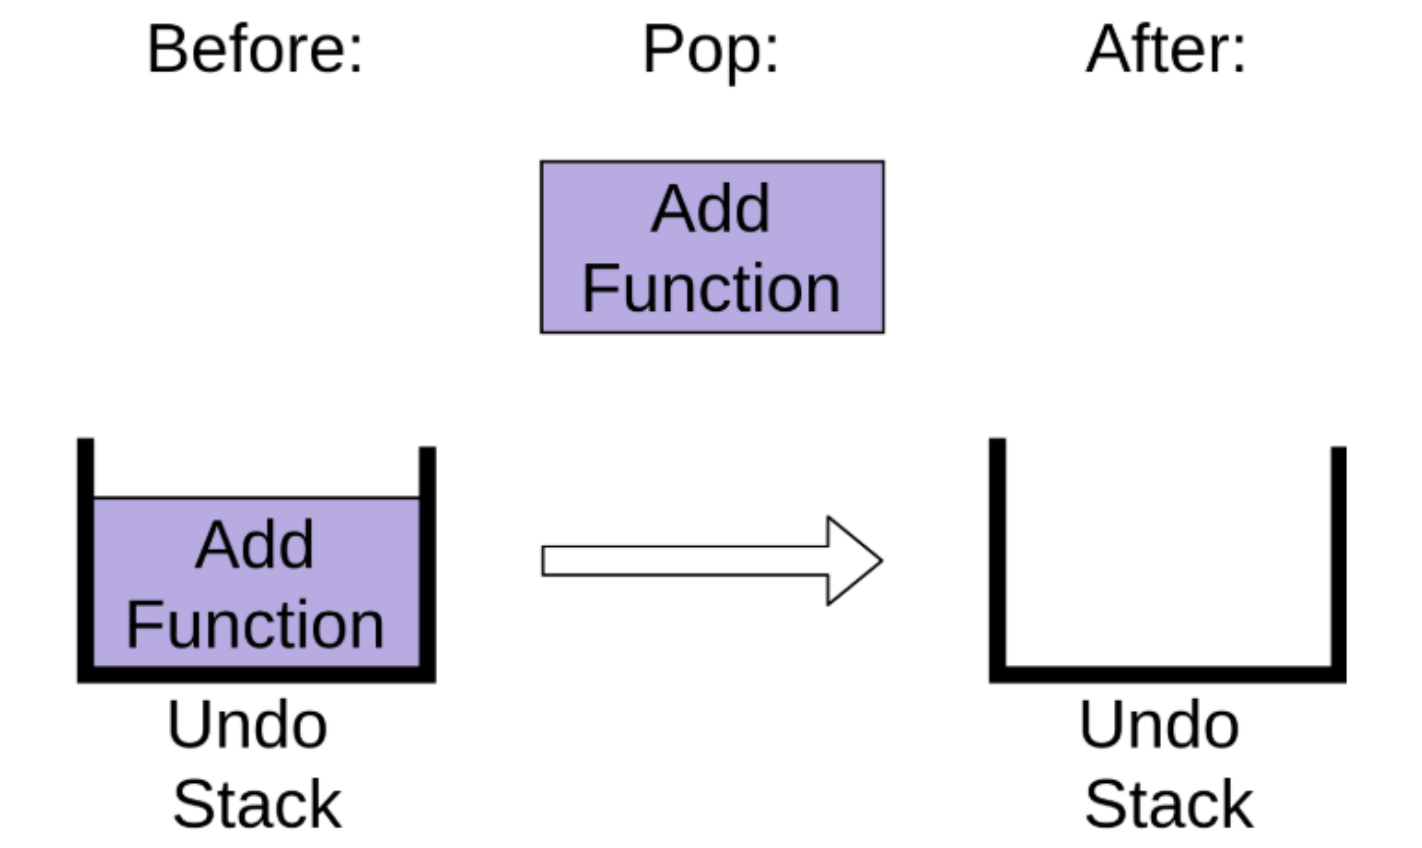 Before:
Pop:
After:
Add
Function
Add
Function
Undo
Stack
Undo
Stack